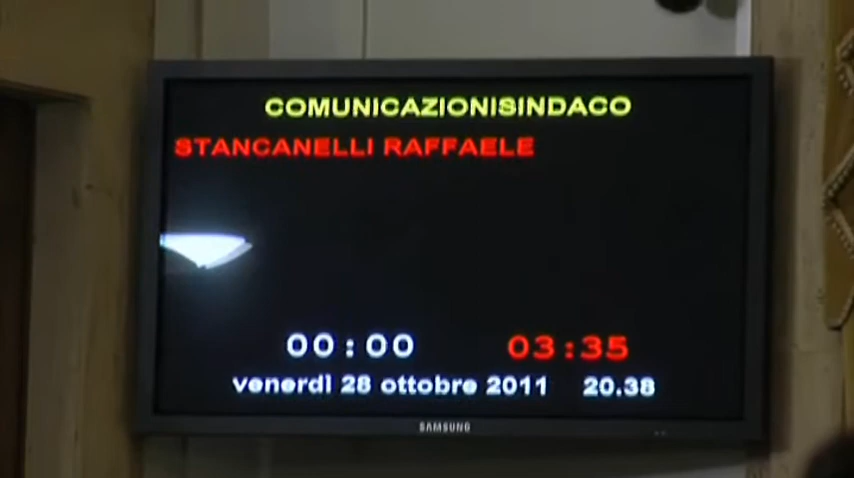 COMUNICAZIONISINDACO
STANCANELLI RAFFAELE
00:00 03:35
venerdì 28 ottobre 2011 20.38
SAMSUNG